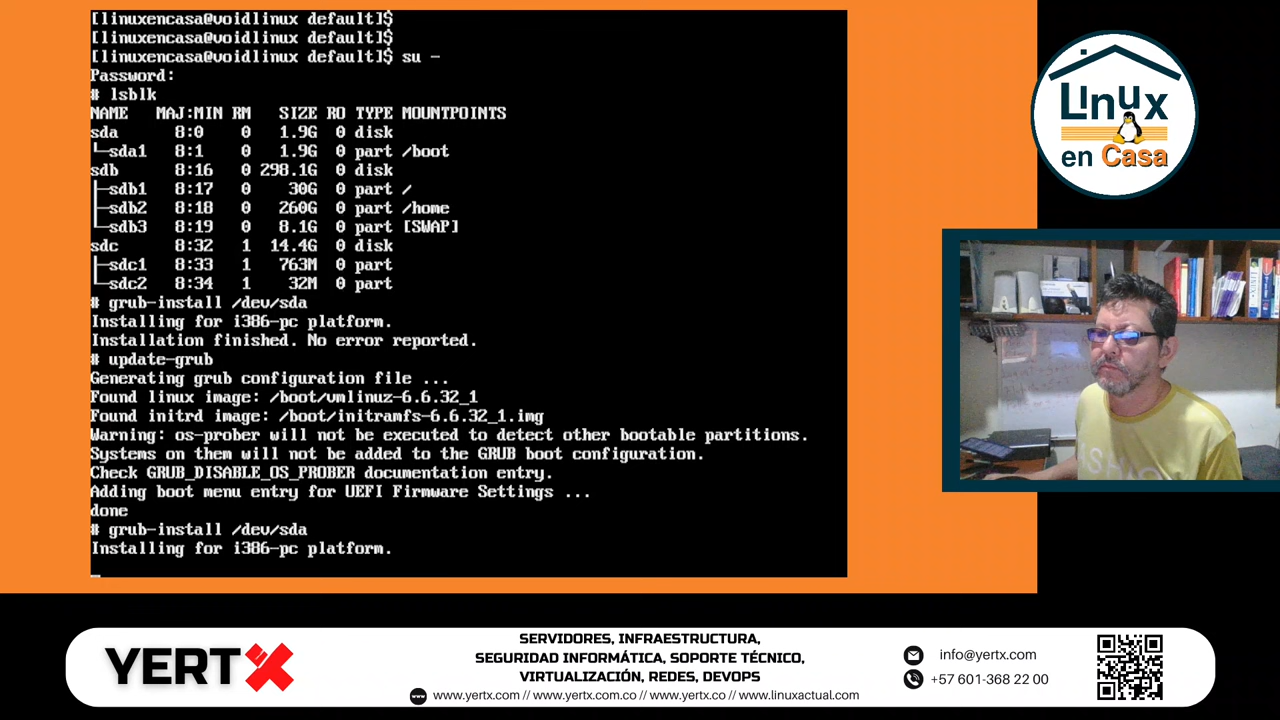 [linuxencasa@voidlinux default]$
[linuxencasa@voidlinux default]$
[linuxencasa@voidlinux default]$ su -
Password:
# lsblk
NAME   MAJ:MIN RM   SIZE RO TYPE MOUNTPOINTS
sda      8:0    0   1.9G  0 disk
└─sda1   8:1    0   1.9G  0 part /boot
sdb      8:16   0 298.1G  0 disk
├─sdb1   8:17   0    30G  0 part /
├─sdb2   8:18   0   260G  0 part /home
└─sdb3   8:19   0   8.1G  0 part [SWAP]
sdc      8:32   1  14.4G  0 disk
├─sdc1   8:33   1   763M  0 part
└─sdc2   8:34   1    32M  0 part
# grub-install /dev/sda
Installing for i386-pc platform.
Installation finished. No error reported.
# update-grub
Generating grub configuration file ...
Found linux image: /boot/vmlinuz-6.6.32_1
Found initrd image: /boot/initramfs-6.6.32_1.img
Warning: os-prober will not be executed to detect other bootable partitions.
Systems on them will not be added to the GRUB boot configuration.
Check GRUB_DISABLE_OS_PROBER documentation entry.
Adding boot menu entry for UEFI Firmware Settings ...
done
# grub-install /dev/sda
Installing for i386-pc platform.
Linux
en Casa
YERTX
SERVIDORES, INFRAESTRUCTURA,
SEGURIDAD INFORMÁTICA, SOPORTE TÉCNICO,
VIRTUALIZACIÓN, REDES, DEVOPS
www.yertx.com // www.yertx.com.co // www.yertx.co // www.linuxactual.com
info@yertx.com
+57 601-368 22 00